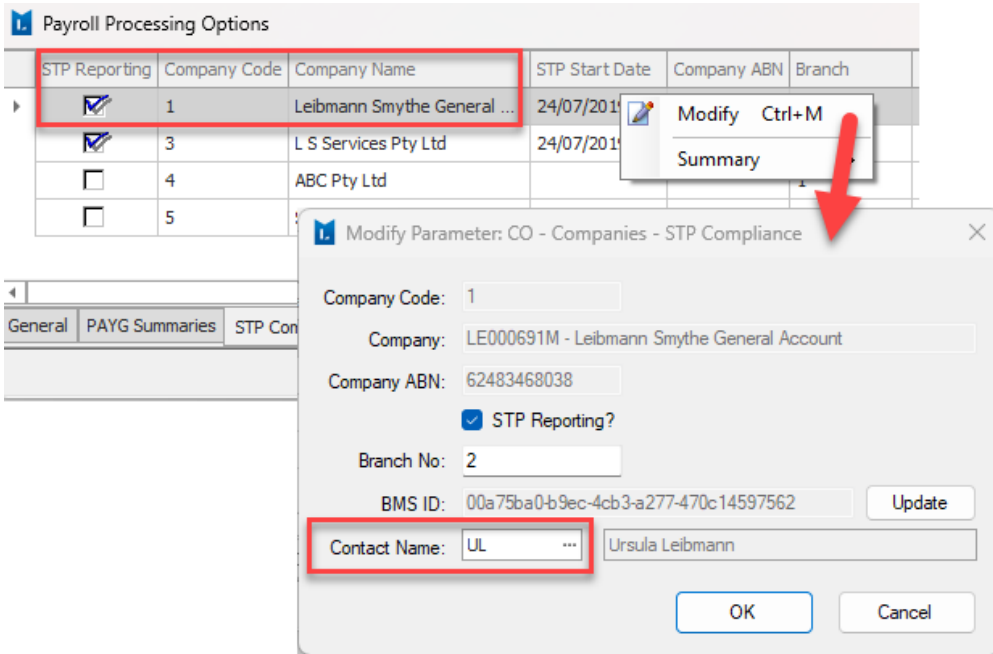 Payroll Processing Options
STP Reporting Company Code Company Name STP Start Date Company ABN Branch
1 Leibmann Smythe General ... 24/07/201
3 L S Services Pty Ltd 24/07/201
4 ABC Pty Ltd 1
5
Modify Ctrl+M
Summary
General PAYG Summaries STP Con
Modify Parameter: CO - Companies - STP Compliance
Company Code: 1
Company: LE000691M - Leibmann Smythe General Account
Company ABN: 62483468038
STP Reporting?
Branch No: 2
BMS ID: 00a75ba0-b9ec-4cb3-a277-470c14597562 Update
Contact Name: UL ... Ursula Leibmann
OK Cancel